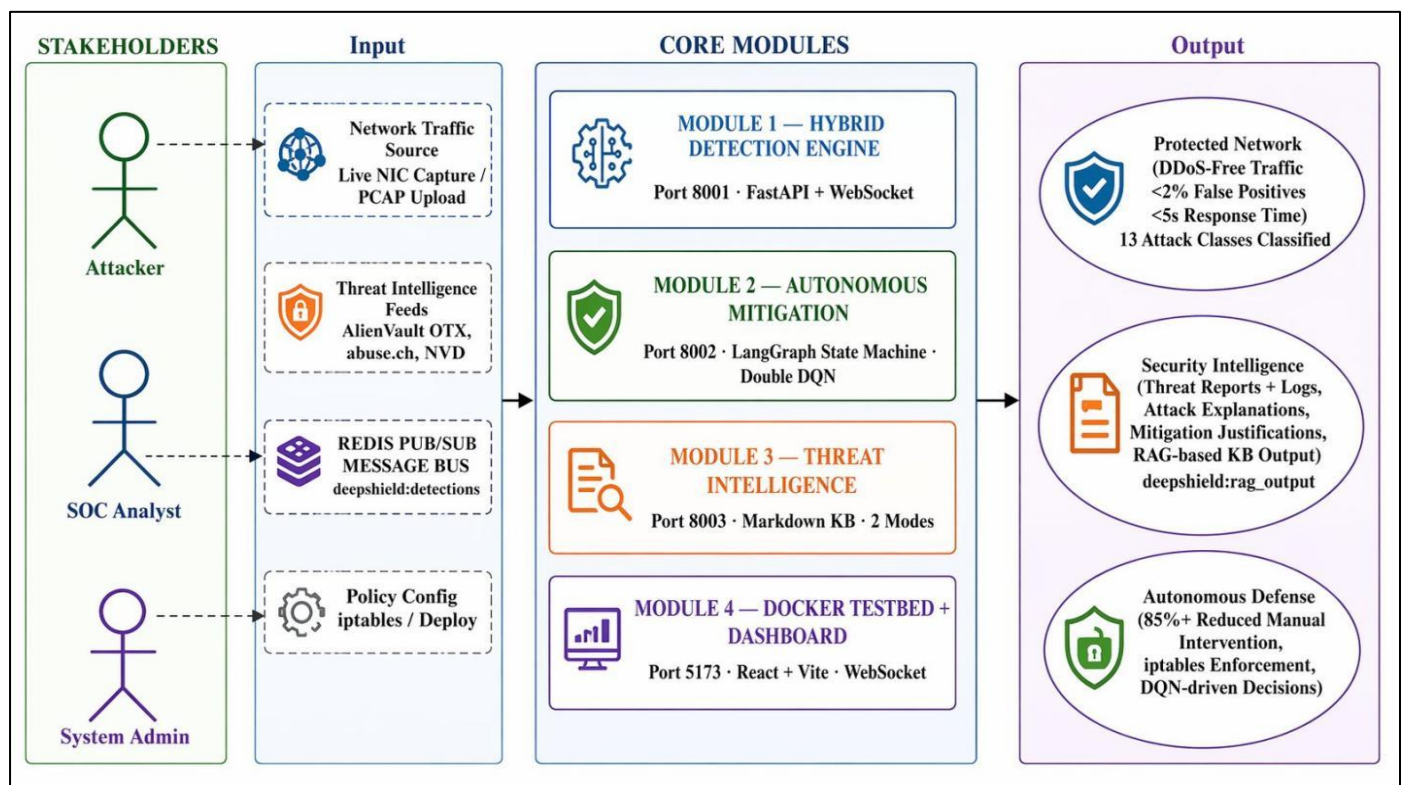 STAKEHOLDERS
Attacker
SOC Analyst
System Admin
Input
Network Traffic
Source
Live NIC Capture /
PCAP Upload
Threat Intelligence
Feeds
AlienVault OTX,
abuse.ch, NVD
REDIS PUB/SUB
MESSAGE BUS
deepshield:detections
Policy Config
iptables / Deploy
CORE MODULES
MODULE 1 — HYBRID
DETECTION ENGINE
Port 8001 · FastAPI + WebSocket
MODULE 2 — AUTONOMOUS
MITIGATION
Port 8002 · LangGraph State Machine ·
Double DQN
MODULE 3 — THREAT
INTELLIGENCE
Port 8003 · Markdown KB · 2 Modes
MODULE 4 — DOCKER TESTBED +
DASHBOARD
Port 5173 · React + Vite · WebSocket
Output
Protected Network
(DDoS-Free Traffic
<2% False Positives
<5s Response Time)
13 Attack Classes Classified
Security Intelligence
(Threat Reports + Logs,
Attack Explanations,
Mitigation Justifications,
RAG-based KB Output)
deepshield:rag_output
Autonomous Defense
(85%+ Reduced Manual
Intervention,
iptables Enforcement,
DQN-driven Decisions)